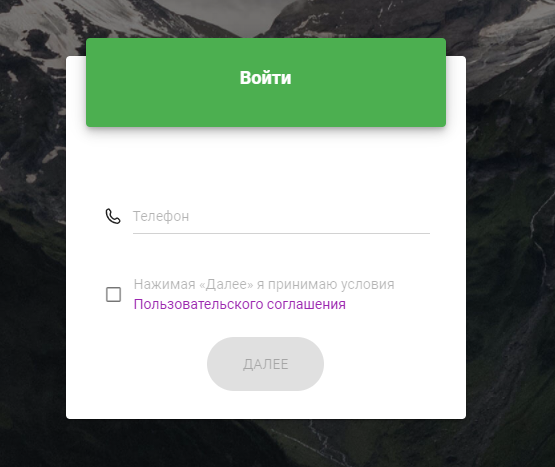 Войти
Телефон
Нажимая «Далее» я принимаю условия
Пользовательского соглашения
ДАЛЕЕ